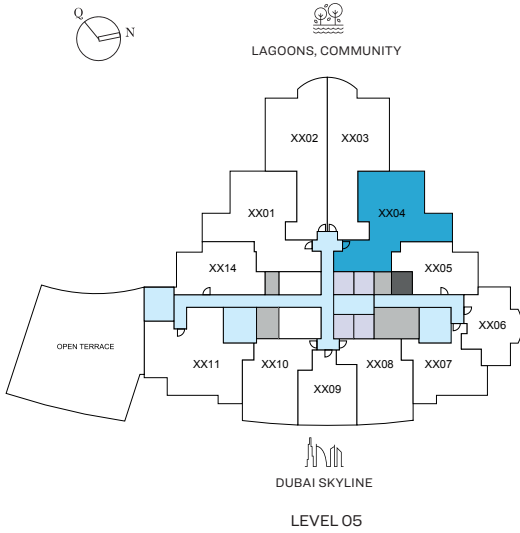 Q
N
LAGOONS, COMMUNITY
XX02
XX03
XX01
XX04
XX14
XX05
XX06
OPEN TERRACE
XX11
XX10
XX08
XX07
XX09
DUBAI SKYLINE
LEVEL 05